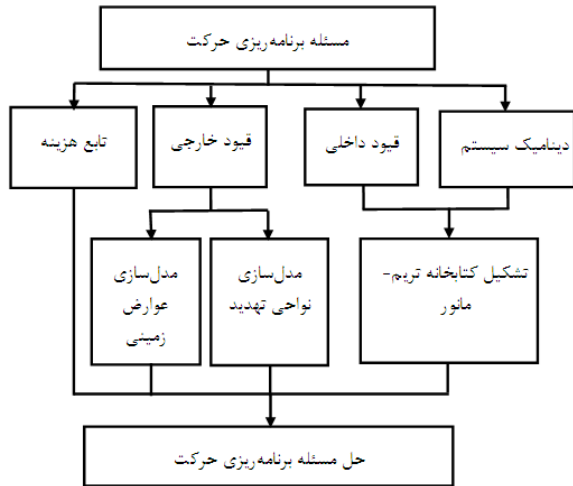 مسئله برنامه‌ریزی حرکت
دینامیک سیستم
قیود داخلی
قیود خارجی
تابع هزینه
تشکیل کتابخانه تریم-
مانور
مدل‌سازی
نواحی تهدید
مدل‌سازی
عوارض
زمینی
حل مسئله برنامه‌ریزی حرکت